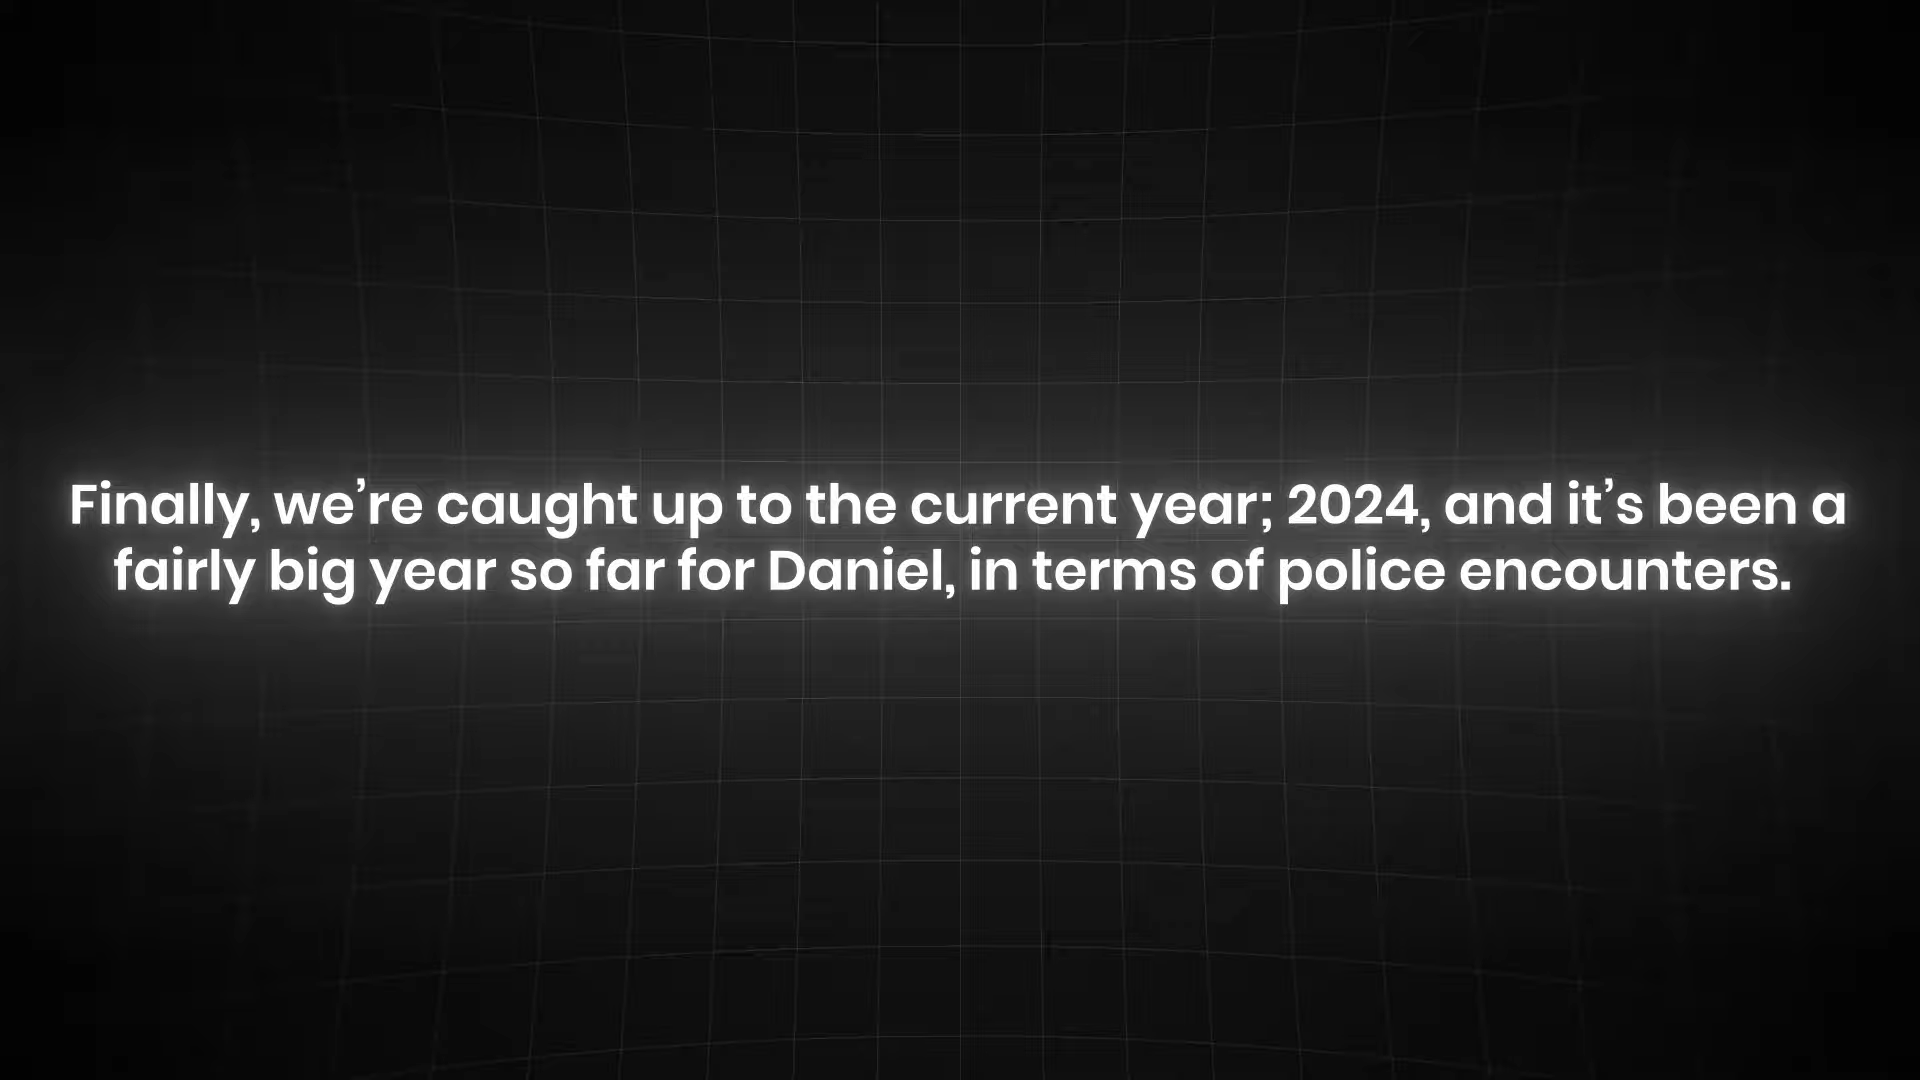 Finally, we’re caught up to the current year; 2024, and it’s been a
fairly big year so far for Daniel, in terms of police encounters.